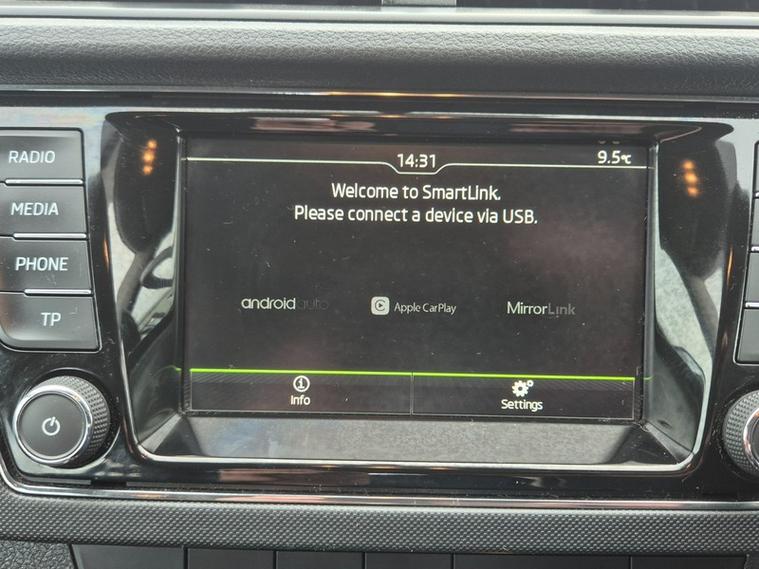 RADIO
MEDIA
PHONE
TP
14:31
9.5°C
Welcome to SmartLink.
Please connect a device via USB.
androidauto
Apple CarPlay
MirrorLink
Info
Settings